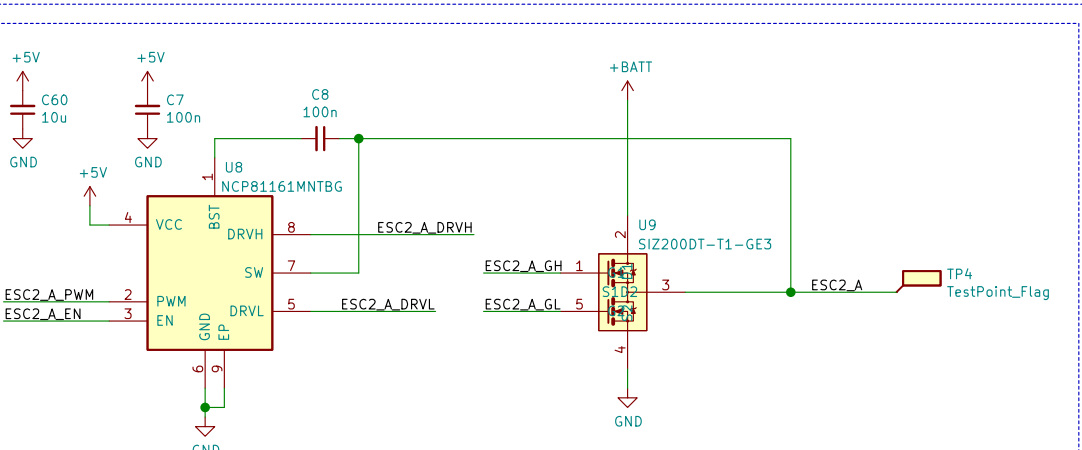 +5V
C60
10u
GND
+5V
C7
100n
GND
C8
100n
+BATT
+5V
1
U8
NCP81161MNTBG
4
VCC
BST
DRVH
8
ESC2_A_DRVH
SW
7
ESC2_A_PWM
2
PWM
ESC2_A_EN
3
EN
DRVL
5
ESC2_A_DRVL
GND
EP
6
9
GND
2
U9
SIZ200DT-T1-GE3
ESC2_A_GH
1
S1D2
3
ESC2_A
TP4
TestPoint_Flag
ESC2_A_GL
5
4
GND